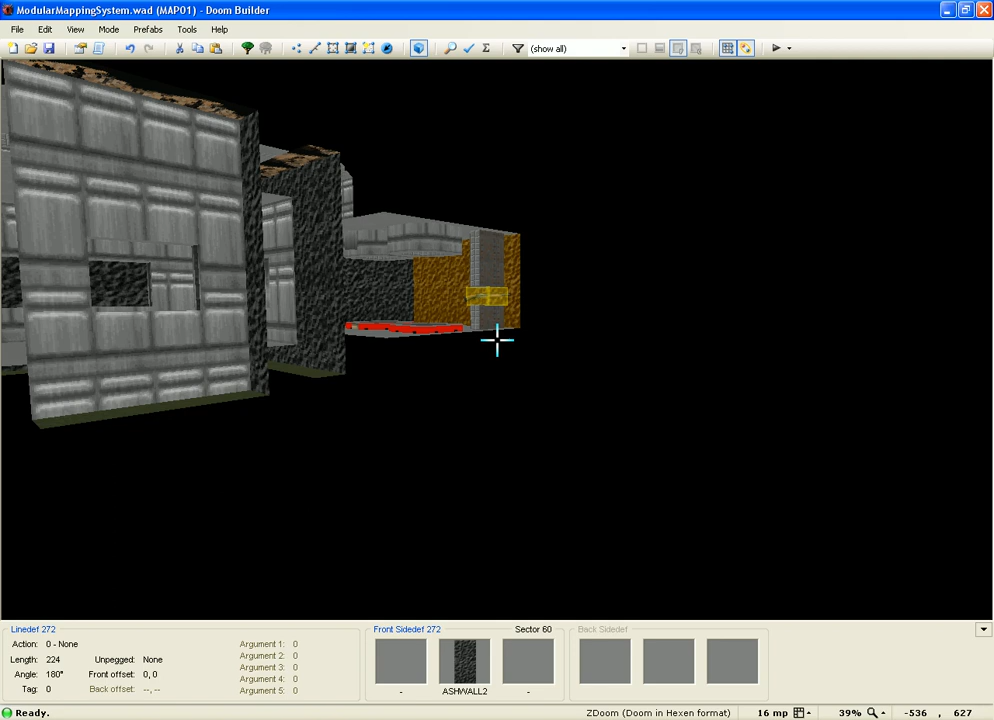 ModularMappingSystem.wad (MAP01) - Doom Builder
File Edit View Mode Prefabs Tools Help
(show all)
Linedef 272
Action: 0 - None
Length: 224 Unpegged: None
Angle: 180° Front offset: 0, 0
Tag: 0 Back offset: --, --
Argument 1: 0
Argument 2: 0
Argument 3: 0
Argument 4: 0
Argument 5: 0
Front Sidedef 272 Sector 60
- ASHWALL2 -
Back Sidedef
Ready. ZDoom (Doom in Hexen format) 16 mp 39% -536 , 627